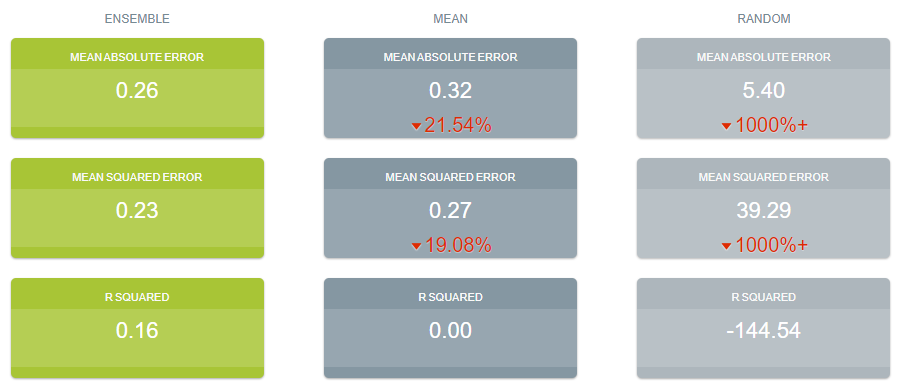 ENSEMBLE
MEAN
RANDOM
MEAN ABSOLUTE ERROR
0.26
MEAN ABSOLUTE ERROR
0.32
21.54%
MEAN ABSOLUTE ERROR
5.40
1000%+
MEAN SQUARED ERROR
0.23
MEAN SQUARED ERROR
0.27
19.08%
MEAN SQUARED ERROR
39.29
1000%+
R SQUARED
0.16
R SQUARED
0.00
R SQUARED
-144.54